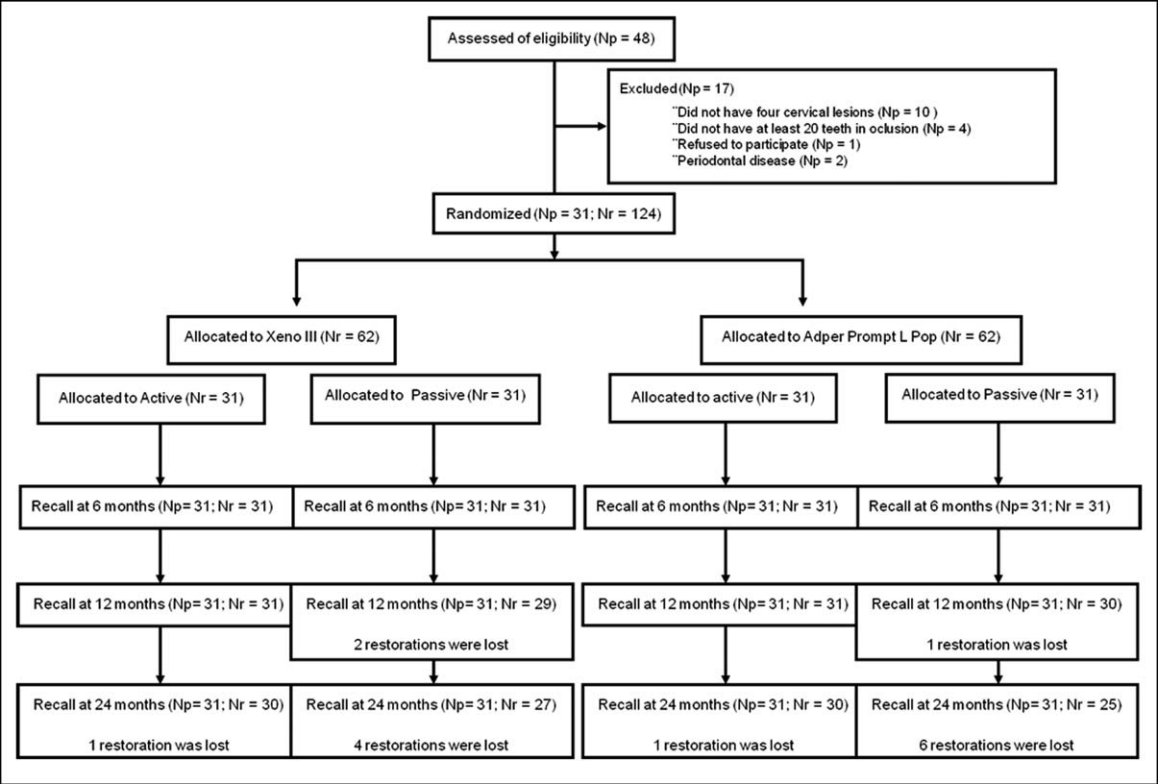 Assessed of eligibility (Np = 48)
Excluded (Np = 17)
¨Did not have four cervical lesions (Np = 10 )
¨Did not have at least 20 teeth in oclusion (Np = 4)
¨Refused to participate (Np = 1)
¨Periodontal disease (Np = 2)
Randomized (Np = 31; Nr = 124)
Allocated to Xeno III (Nr = 62)
Allocated to Adper Prompt L Pop (Nr = 62)
Allocated to Active (Nr = 31)
Allocated to Passive (Nr = 31)
Allocated to active (Nr = 31)
Allocated to Passive (Nr = 31)
Recall at 6 months (Np= 31; Nr = 31)
Recall at 6 months (Np=31; Nr = 31)
Recall at 6 months (Np= 31; Nr = 31)
Recall at 6 months (Np=31; Nr = 31)
Recall at 12 months (Np= 31; Nr = 31)
Recall at 12 months (Np=31; Nr = 29)
2 restorations were lost
Recall at 12 months (Np= 31; Nr = 31)
Recall at 12 months (Np=31; Nr = 30)
1 restoration was lost
Recall at 24 months (Np= 31; Nr = 30)
1 restoration was lost
Recall at 24 months (Np=31; Nr = 27)
4 restorations were lost
Recall at 24 months (Np= 31; Nr = 30)
1 restoration was lost
Recall at 24 months (Np=31; Nr = 25)
6 restorations were lost